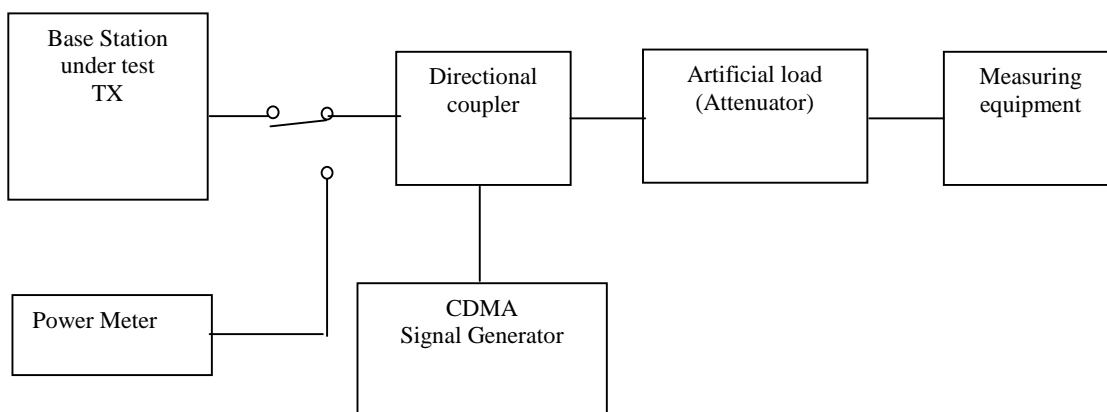 Base Station
under test
TX
Directional
coupler
Artificial load
(Attenuator)
Measuring
equipment
Power Meter
CDMA
Signal Generator